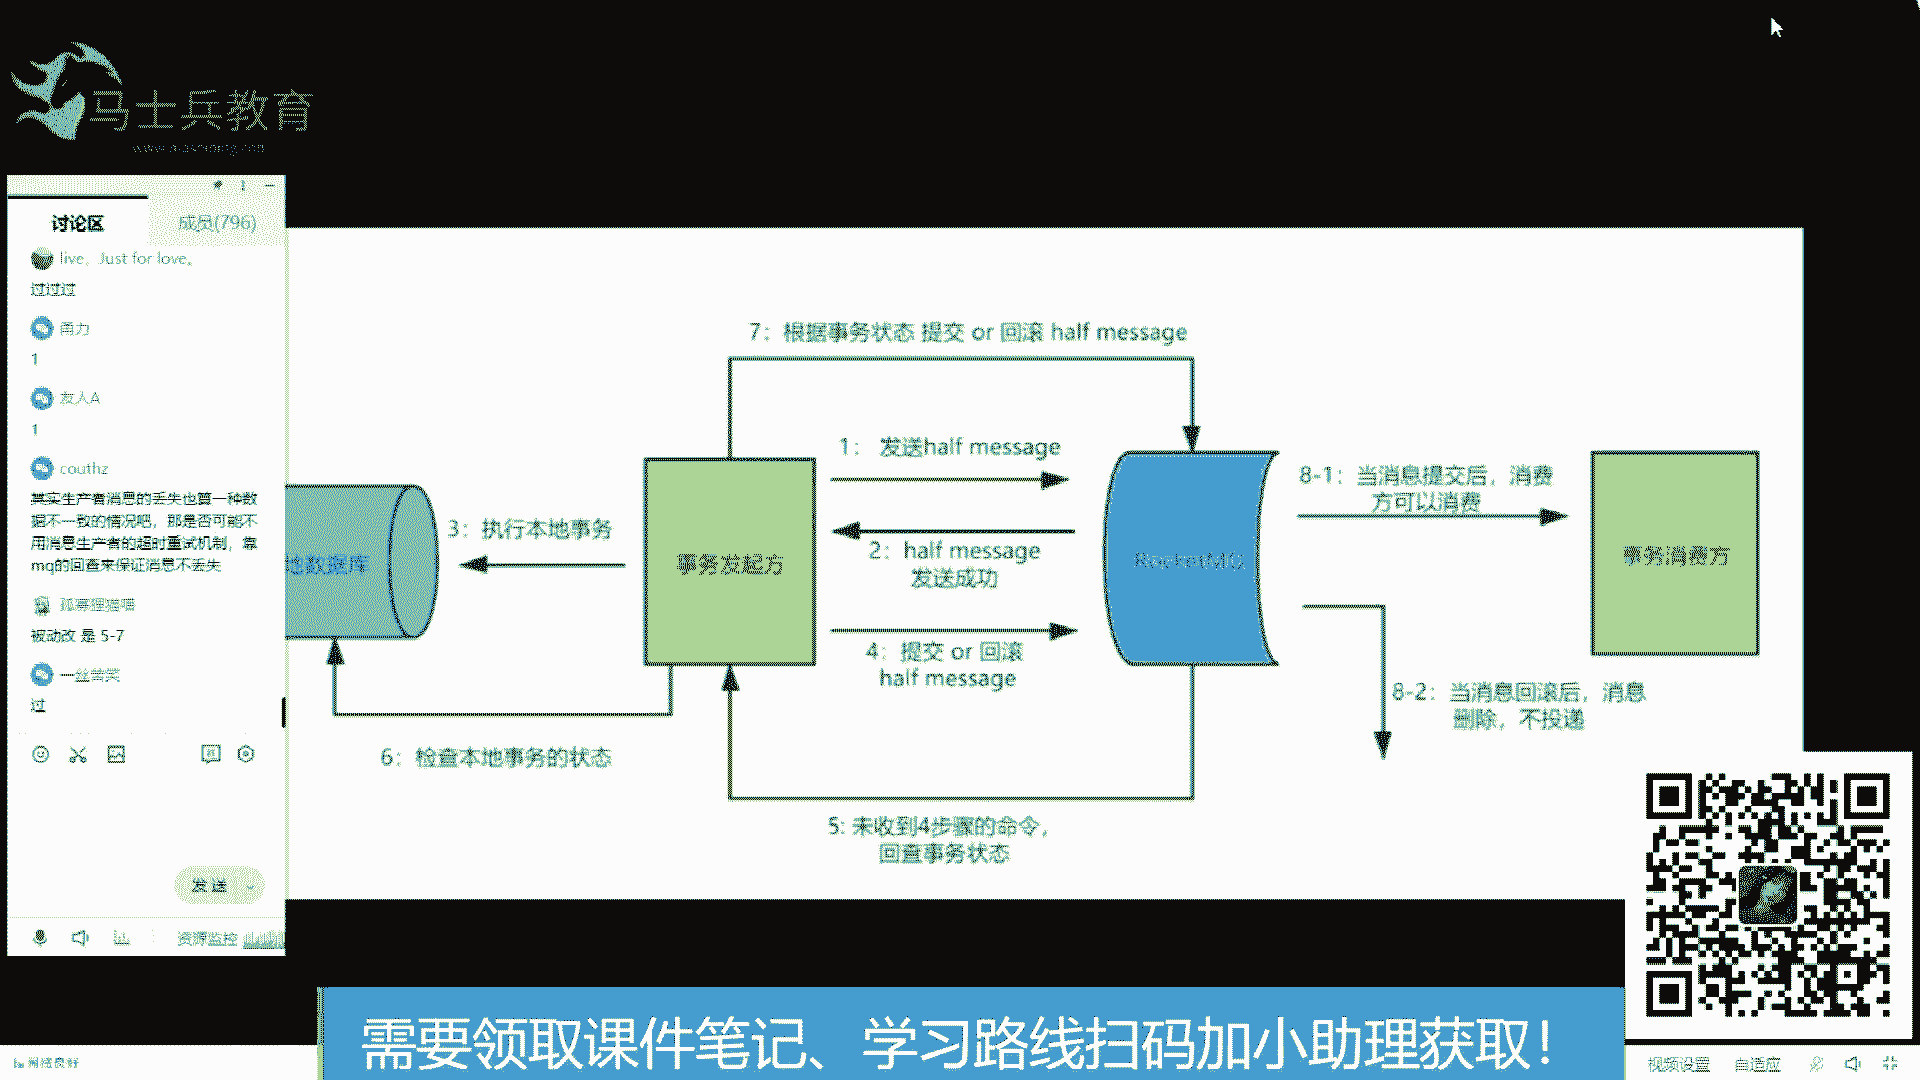 马士兵教育
讨论区
成员(796)
live，Just for love。
过过过
甬力
1
友人A
1
couthz
其实生产者消息的丢失也算一种数
据不一致的情况吧，那是否可能不
用消息生产者的超时重试机制，靠
mq的回查来保证消息不丢失
孤寒狸猫喵
被动改 是 5-7
一丝苦笑
过
发 送
资源监控
网络良好
7：根据事务状态 提交 or 回滚 half message
1： 发送half message
8-1：当消息提交后，消费
方可以消费
3：执行本地事务
2：half message
发送成功
地数据库
事务发起方
RocketMQ
事务消费方
4：提交 or 回滚
half message
8-2：当消息回滚后，消息
删除，不投递
6：检查本地事务的状态
5: 未收到4步骤的命令，
回查事务状态
需要领取课件笔记、学习路线扫码加小助理获取！
视频设置
自适应